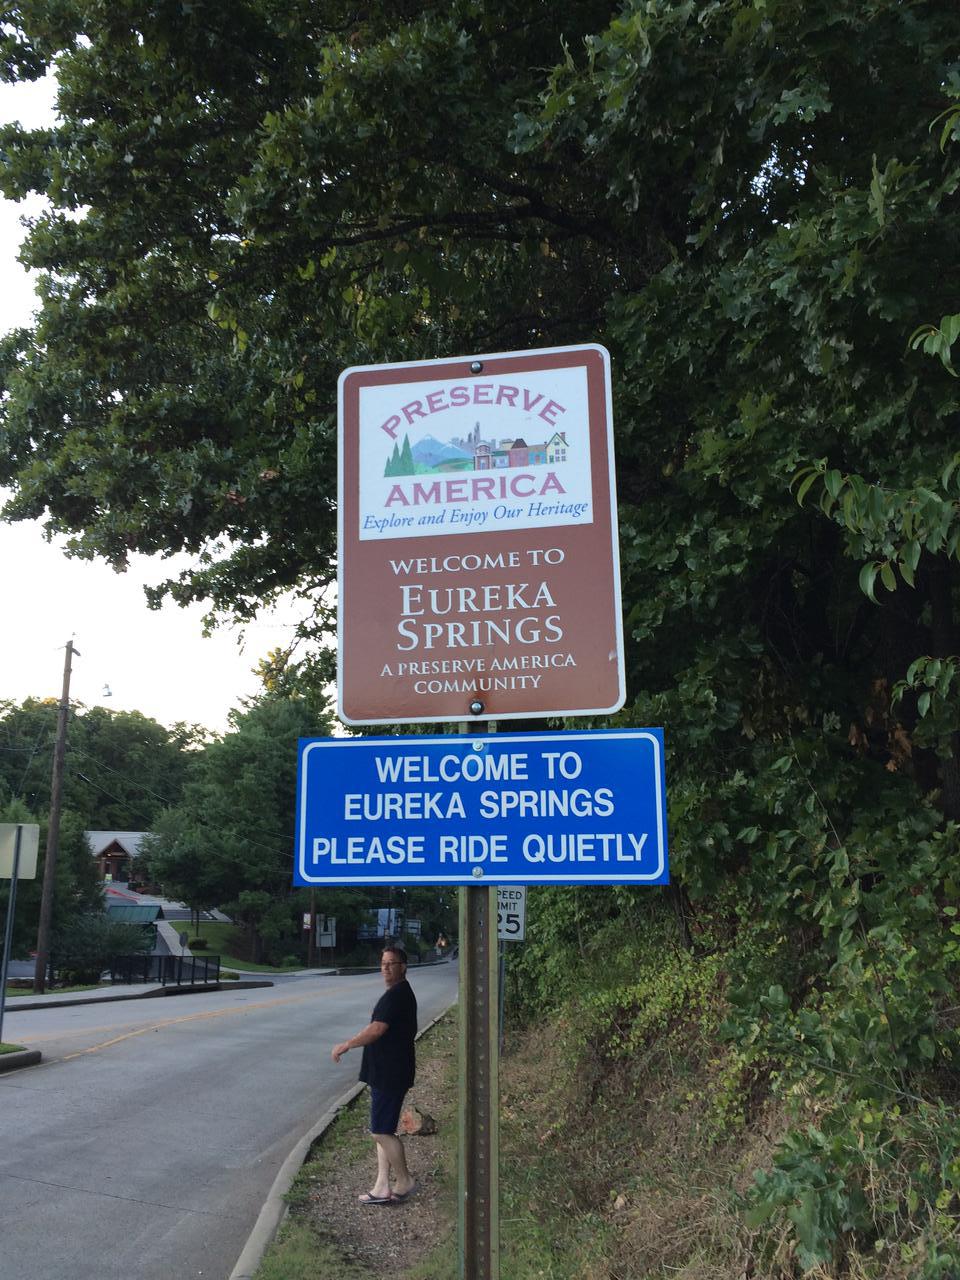 PRESERVE
AMERICA
Explore and Enjoy Our Heritage
WELCOME TO
EUREKA
SPRINGS
A PRESERVE AMERICA
COMMUNITY
WELCOME TO
EUREKA SPRINGS
PLEASE RIDE QUIETLY
PEED
IMIT
25